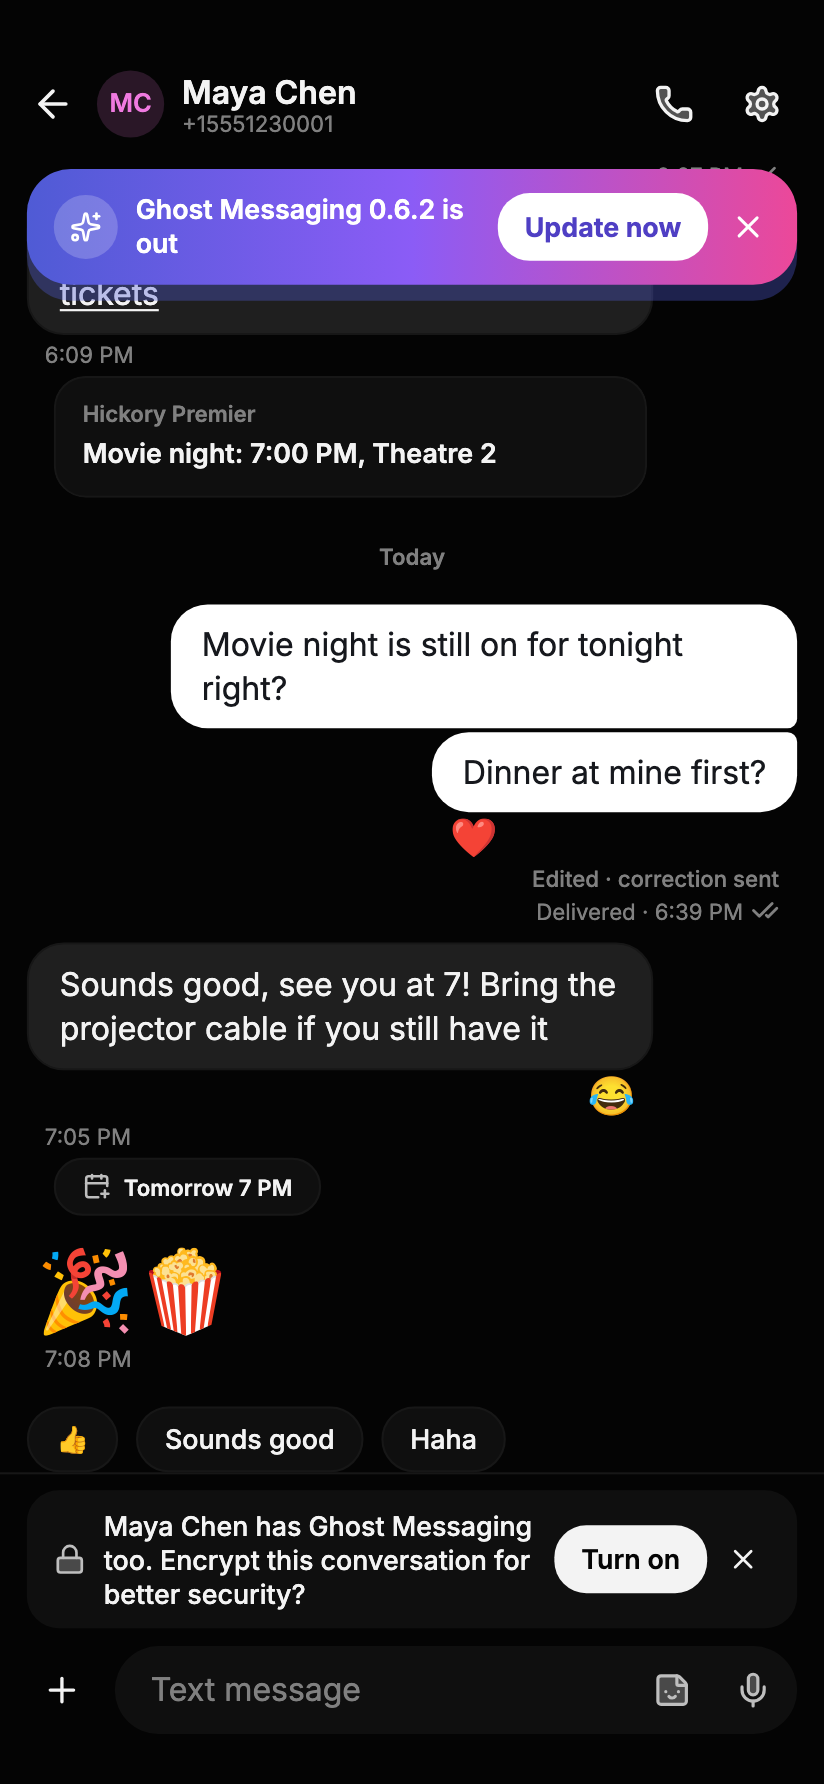 MC
Maya Chen
+15551230001
Ghost Messaging 0.6.2 is
out
Update now
tickets
6:09 PM
Hickory Premier
Movie night: 7:00 PM, Theatre 2
Today
Movie night is still on for tonight
right?
Dinner at mine first?
Edited · correction sent
Delivered · 6:39 PM
Sounds good, see you at 7! Bring the
projector cable if you still have it
7:05 PM
Tomorrow 7 PM
7:08 PM
Sounds good
Haha
Maya Chen has Ghost Messaging
too. Encrypt this conversation for
better security?
Turn on
Text message